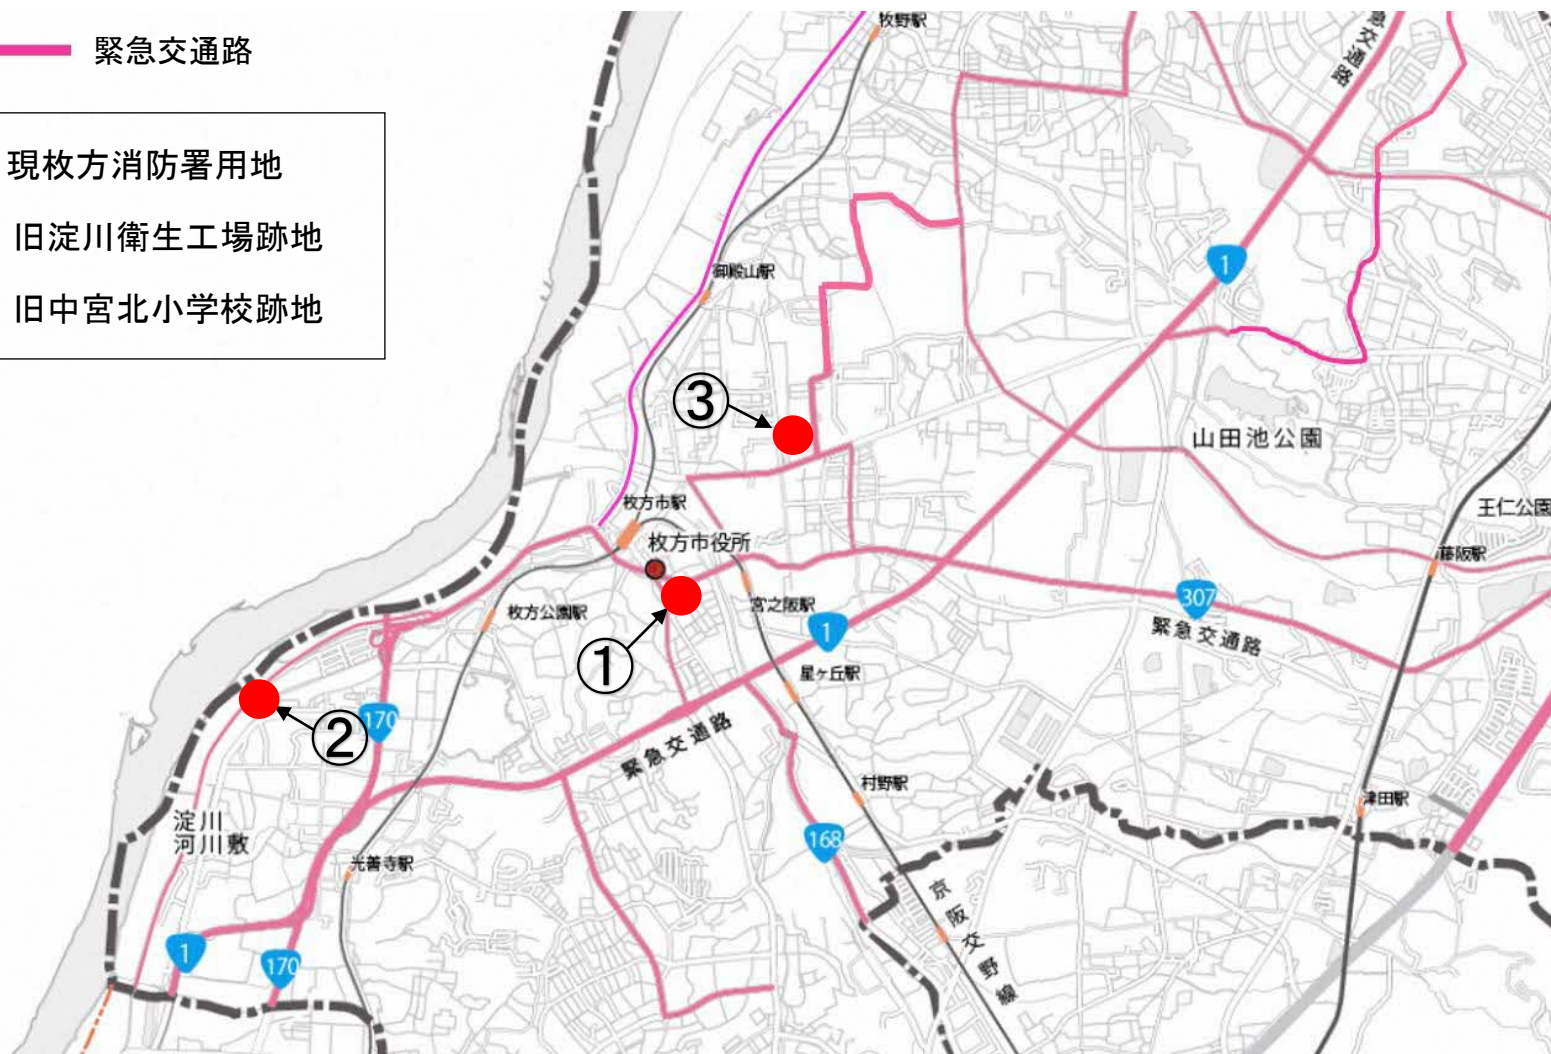 緊急交通路
現枚方消防署用地
旧淀川衛生工場跡地
旧中宮北小学校跡地
牧野駅
急交通路
御殿山駅
1
③
山田池公園
枚方市駅
王仁公園
枚方市役所
藤阪駅
307
宮之阪駅
枚方公園駅
1
緊急交通路
①
星ヶ丘駅
②
170
緊急交通路
村野駅
津田駅
淀川
河川敷
168
光善寺駅
京阪交野線
1
170